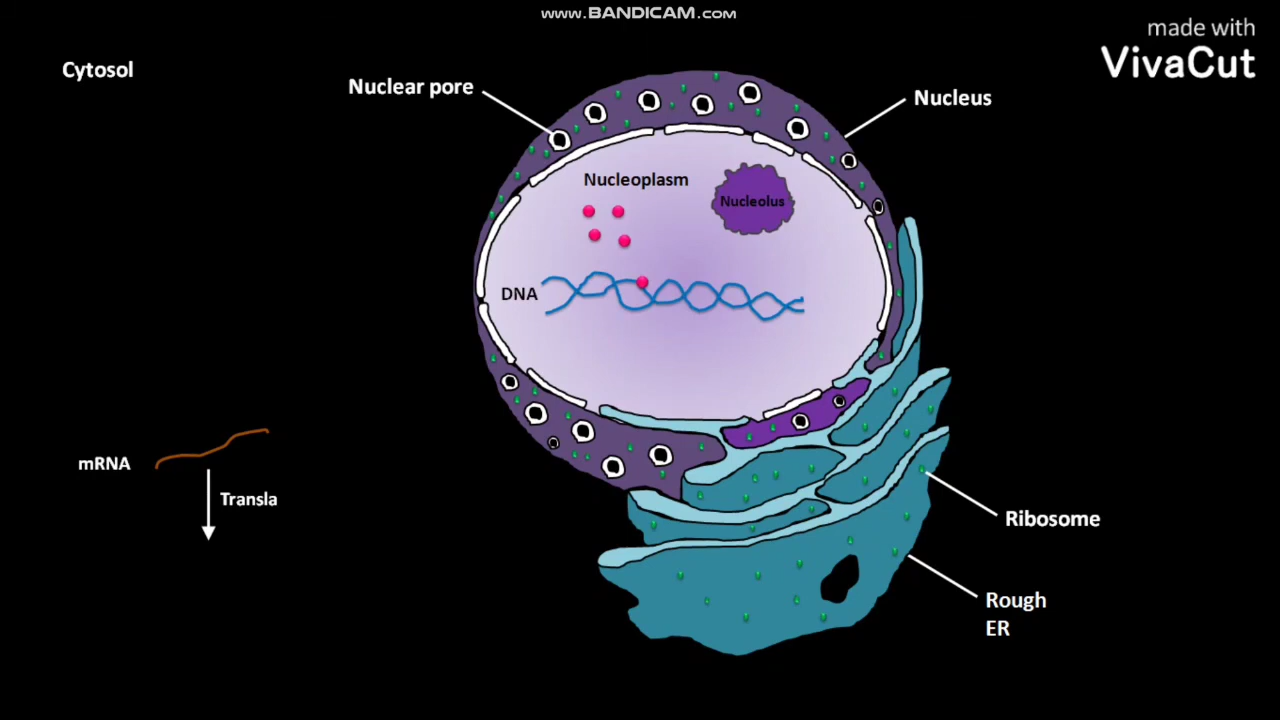 www.BANDICAM.com
made with
VivaCut
Cytosol
Nuclear pore
Nucleus
Nucleoplasm
Nucleolus
DNA
mRNA
Transla
Ribosome
Rough
ER